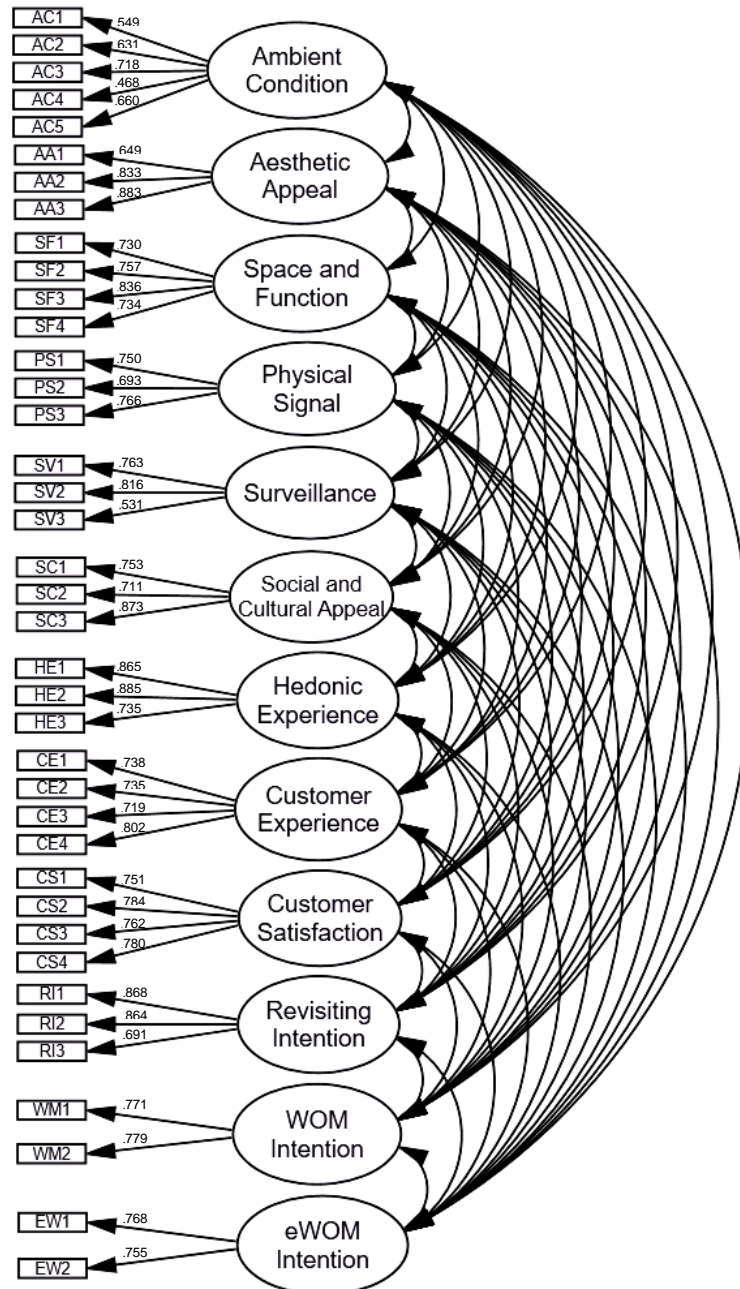 AC1
.549
AC2
.631
AC3
.718
AC4
.468
AC5
.660
Ambient
Condition
AA1
.649
AA2
.833
AA3
.883
Aesthetic
Appeal
SF1
.730
SF2
.757
SF3
.836
SF4
.734
Space and
Function
PS1
.750
PS2
.693
PS3
.766
Physical
Signal
SV1
.763
SV2
.816
SV3
.531
Surveillance
SC1
.753
SC2
.711
SC3
.873
Social and
Cultural Appeal
HE1
.865
HE2
.885
HE3
.735
Hedonic
Experience
CE1
.738
CE2
.735
CE3
.719
CE4
.802
Customer
Experience
CS1
.751
CS2
.784
CS3
.762
CS4
.780
Customer
Satisfaction
RI1
.868
RI2
.864
RI3
.691
Revisiting
Intention
WM1
.771
WM2
.779
WOM
Intention
EW1
.768
EW2
.755
eWOM
Intention